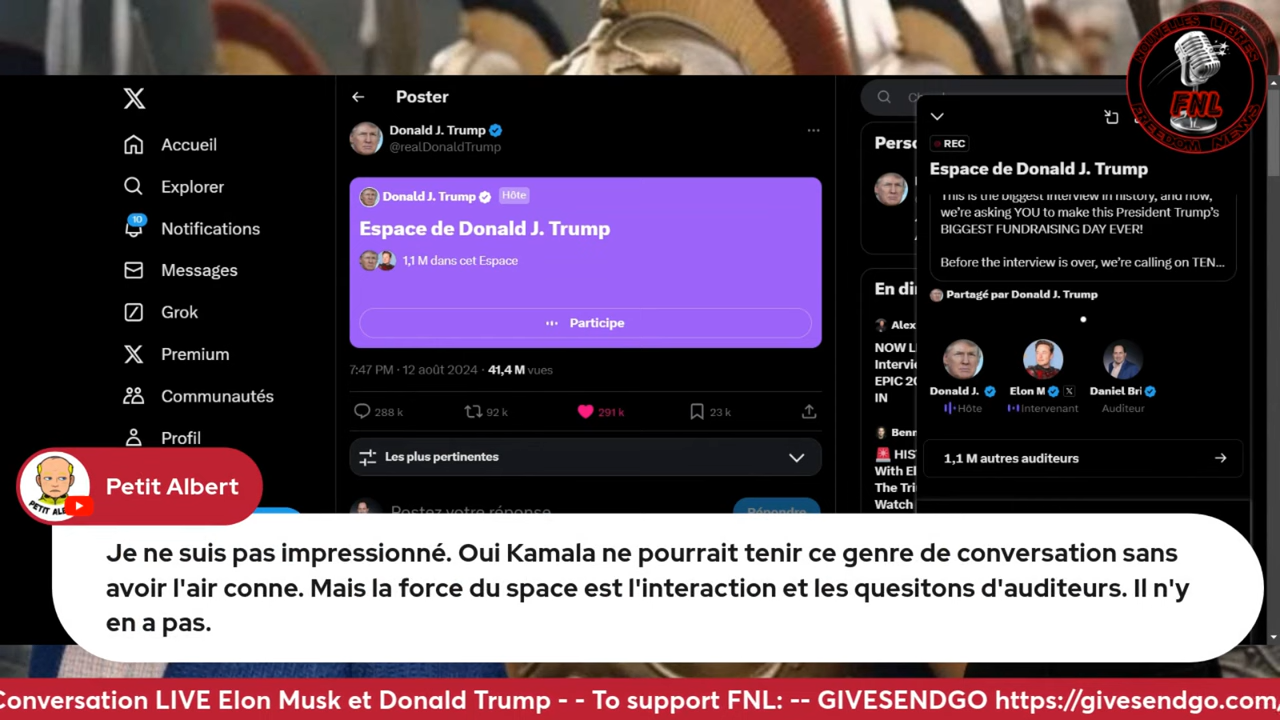 Poster
Donald J. Trump
@realDonaldTrump
Accueil
Explorer
10
Notifications
Messages
Grok
Premium
Communautés
Profil
Donald J. Trump Hôte
Espace de Donald J. Trump
1,1 M dans cet Espace
Participe
7:47 PM · 12 août 2024 · 41,4 M vues
288 k 92 k 291 k 23 k
Les plus pertinentes
Postez votre réponse
Répondre
Perso
En di
Alex
NOW L
Intervi
EPIC 20
IN
Benn
HIS
With El
The Tri
Watch
REC
Espace de Donald J. Trump
This is the biggest interview in history, and now,
we're asking YOU to make this President Trump's
BIGGEST FUNDRAISING DAY EVER!
Before the interview is over, we're calling on TEN...
Partagé par Donald J. Trump
Donald J. Elon M X Daniel Bri
Hôte Intervenant Auditeur
1,1 M autres auditeurs
FNL
FREEDOM NEWS
PETIT ALB
Petit Albert
Je ne suis pas impressionné. Oui Kamala ne pourrait tenir ce genre de conversation sans
avoir l'air conne. Mais la force du space est l'interaction et les quesitons d'auditeurs. Il n'y
en a pas.
Conversation LIVE Elon Musk et Donald Trump - - To support FNL: -- GIVESENDGO https://givesendgo.com/